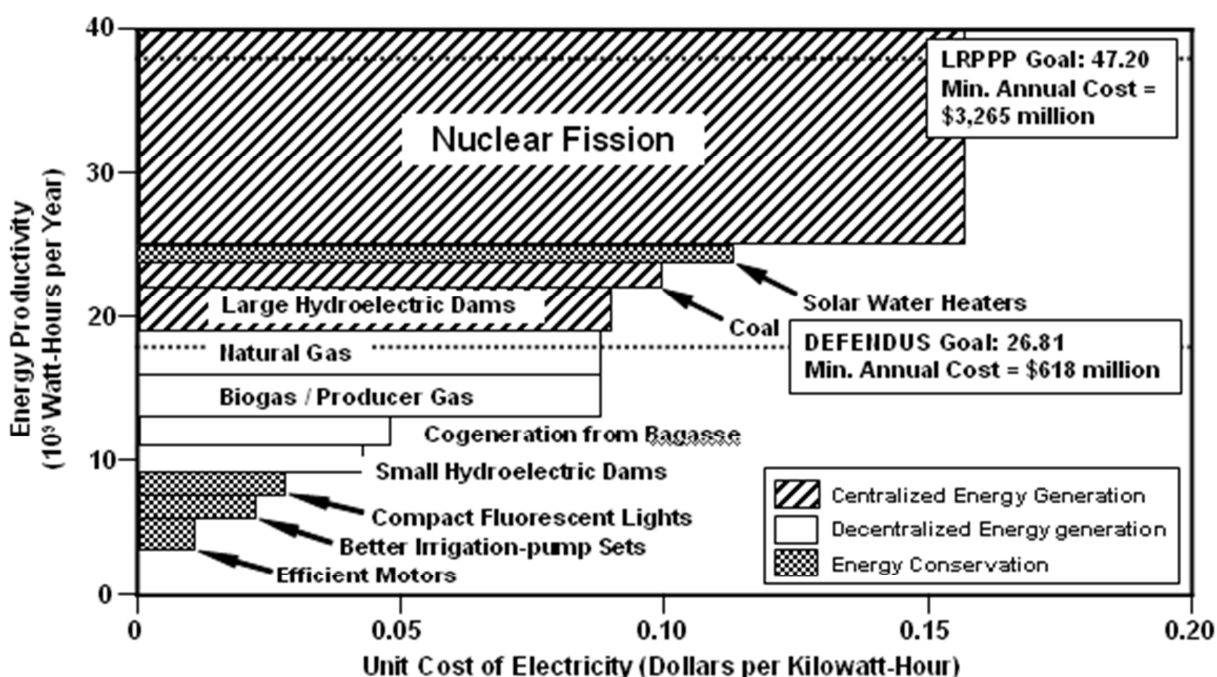 40
LRPPP Goal: 47.20
Min. Annual Cost =
$3,265 million
Nuclear Fission
30
Energy Productivity
(10⁹ Watt-Hours per Year)
Solar Water Heaters
Large Hydroelectric Dams
Coal
20
DEFENDUS Goal: 26.81
Min. Annual Cost = $618 million
Natural Gas
Biogas / Producer Gas
Cogeneration from Bagasse
10
Small Hydroelectric Dams
Centralized Energy Generation
Compact Fluorescent Lights
Decentralized Energy generation
Better Irrigation-pump Sets
Energy Conservation
Efficient Motors
0
0 0.05 0.10 0.15 0.20
Unit Cost of Electricity (Dollars per Kilowatt-Hour)